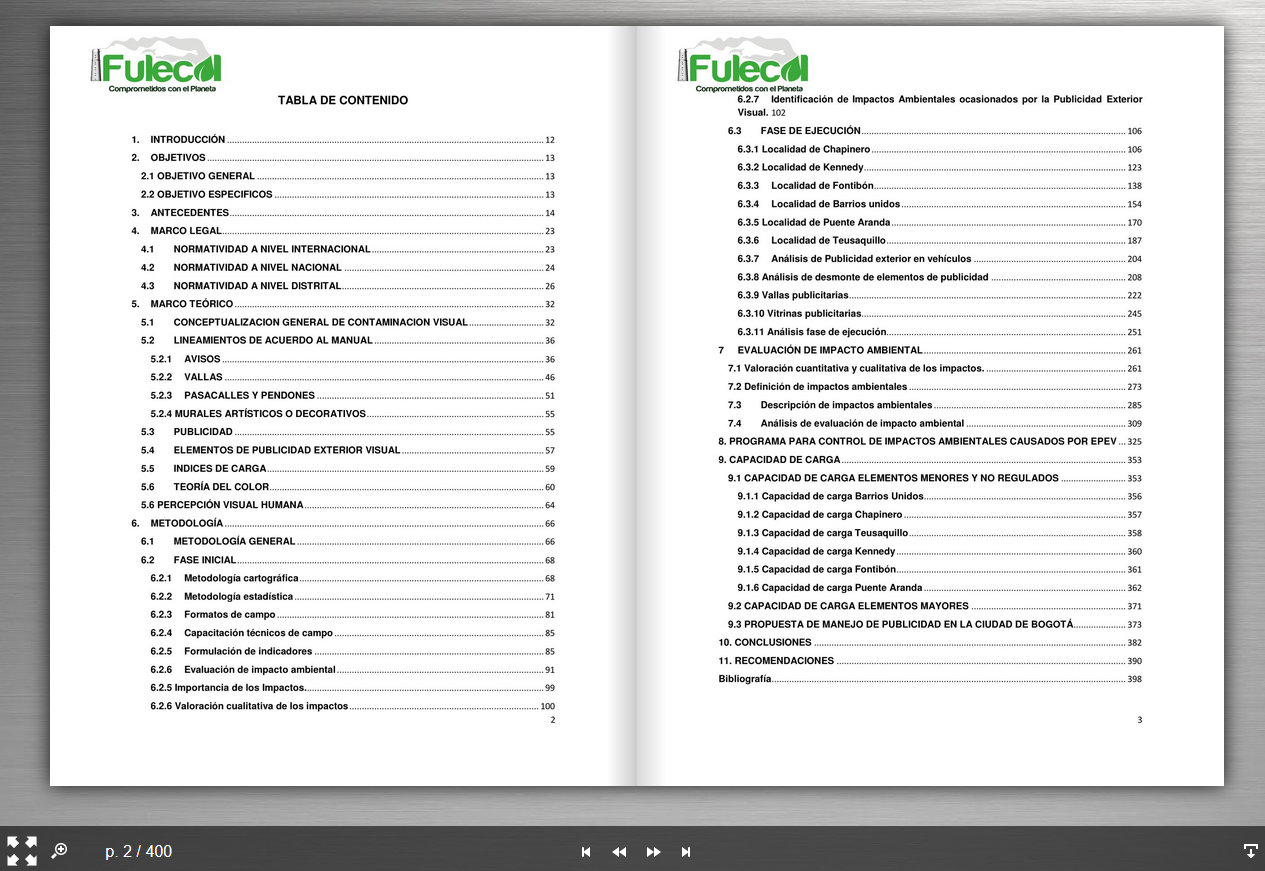 Fulecol
Comprometidos con el Planeta
TABLA DE CONTENIDO
1. INTRODUCCIÓN 12
2. OBJETIVOS 13
2.1 OBJETIVO GENERAL 13
2.2 OBJETIVO ESPECIFICOS 13
3. ANTECEDENTES 14
4. MARCO LEGAL 23
4.1 NORMATIVIDAD A NIVEL INTERNACIONAL 23
4.2 NORMATIVIDAD A NIVEL NACIONAL 24
4.3 NORMATIVIDAD A NIVEL DISTRITAL 26
5. MARCO TEÓRICO 32
5.1 CONCEPTUALIZACION GENERAL DE CONTAMINACION VISUAL 32
5.2 LINEAMIENTOS DE ACUERDO AL MANUAL 36
5.2.1 AVISOS 36
5.2.2 VALLAS 46
5.2.3 PASACALLES Y PENDONES 51
5.2.4 MURALES ARTÍSTICOS O DECORATIVOS 55
5.3 PUBLICIDAD 55
5.4 ELEMENTOS DE PUBLICIDAD EXTERIOR VISUAL 57
5.5 INDICES DE CARGA 59
5.6 TEORÍA DEL COLOR 60
5.6 PERCEPCIÓN VISUAL HUMANA 64
6. METODOLOGÍA 66
6.1 METODOLOGÍA GENERAL 66
6.2 FASE INICIAL 68
6.2.1 Metodología cartográfica 68
6.2.2 Metodología estadística 71
6.2.3 Formatos de campo 81
6.2.4 Capacitación técnicos de campo 85
6.2.5 Formulación de indicadores 85
6.2.6 Evaluación de impacto ambiental 91
6.2.5 Importancia de los Impactos. 99
6.2.6 Valoración cualitativa de los impactos 100
2
Fulecol
Comprometidos con el Planeta
6.2.7 Identificación de Impactos Ambientales ocasionados por la Publicidad Exterior
Visual. 102
6.3 FASE DE EJECUCIÓN 106
6.3.1 Localidad de Chapinero 106
6.3.2 Localidad de Kennedy 123
6.3.3 Localidad de Fontibón 138
6.3.4 Localidad de Barrios unidos 154
6.3.5 Localidad de Puente Aranda 170
6.3.6 Localidad de Teusaquillo 187
6.3.7 Análisis de Publicidad exterior en vehículos 204
6.3.8 Análisis de desmonte de elementos de publicidad 208
6.3.9 Vallas publicitarias 222
6.3.10 Vitrinas publicitarias 245
6.3.11 Análisis fase de ejecución 251
7 EVALUACIÓN DE IMPACTO AMBIENTAL 261
7.1 Valoración cuantitativa y cualitativa de los impactos. 261
7.2 Definición de impactos ambientales 273
7.3 Descripción de impactos ambientales 285
7.4 Análisis de evaluación de impacto ambiental 309
8. PROGRAMA PARA CONTROL DE IMPACTOS AMBIENTALES CAUSADOS POR EPEV 325
9. CAPACIDAD DE CARGA 353
9.1 CAPACIDAD DE CARGA ELEMENTOS MENORES Y NO REGULADOS 353
9.1.1 Capacidad de carga Barrios Unidos 356
9.1.2 Capacidad de carga Chapinero 357
9.1.3 Capacidad de carga Teusaquillo 358
9.1.4 Capacidad de carga Kennedy 360
9.1.5 Capacidad de carga Fontibón 361
9.1.6 Capacidad de carga Puente Aranda 362
9.2 CAPACIDAD DE CARGA ELEMENTOS MAYORES 371
9.3 PROPUESTA DE MANEJO DE PUBLICIDAD EN LA CIUDAD DE BOGOTÁ 373
10. CONCLUSIONES 382
11. RECOMENDACIONES 390
Bibliografía 398
3
p. 2 / 400